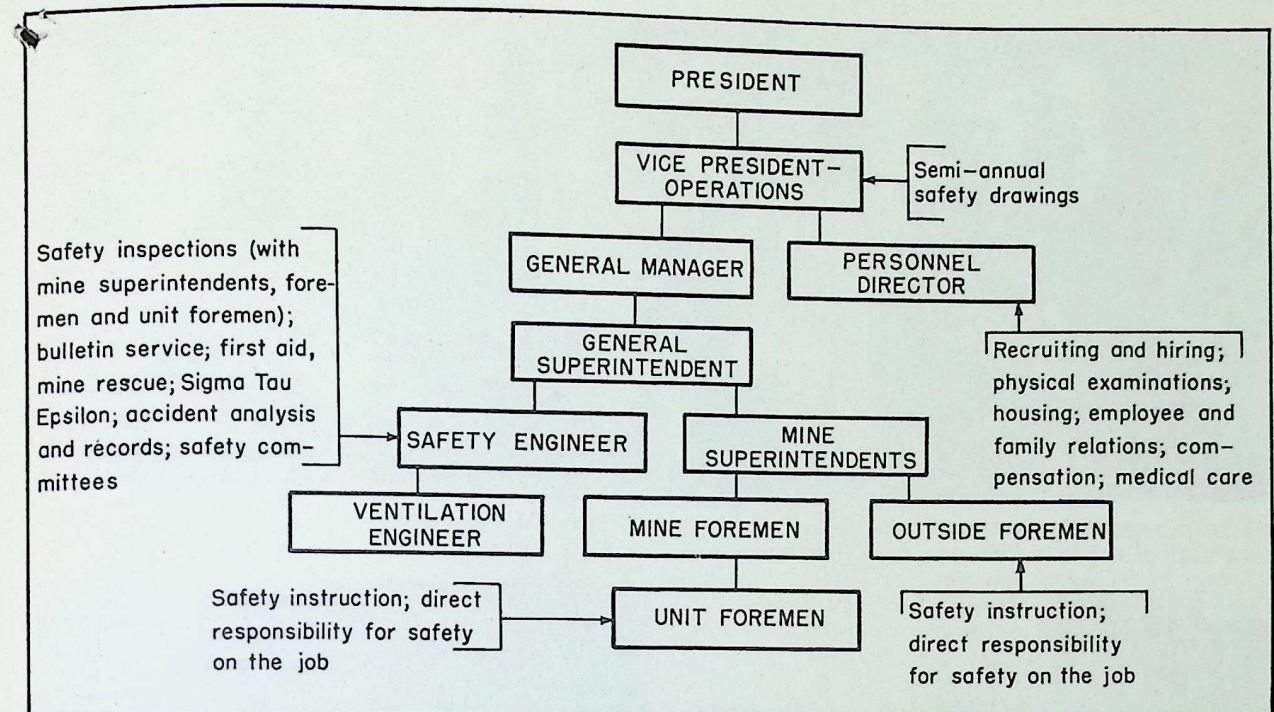 PRESIDENT
VICE PRESIDENT—
OPERATIONS
Semi-annual
safety drawings
GENERAL MANAGER
PERSONNEL
DIRECTOR
Safety inspections (with
mine superintendents, fore-
men and unit foremen);
bulletin service; first aid,
mine rescue; Sigma Tau
Epsilon; accident analysis
and records; safety com-
mittees
GENERAL
SUPERINTENDENT
Recruiting and hiring;
physical examinations;
housing; employee and
family relations; com-
pensation; medical care
SAFETY ENGINEER
MINE
SUPERINTENDENTS
VENTILATION
ENGINEER
MINE FOREMEN
OUTSIDE FOREMEN
Safety instruction; direct
responsibility for safety
on the job
UNIT FOREMEN
Safety instruction;
direct responsibility
for safety on the job